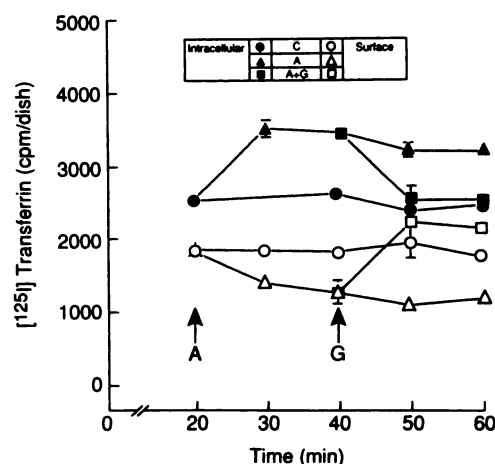 5000
Intracellular C Surface
A
A+G
4000
3000
2000
1000
0
[125I] Transferrin (cpm/dish)
A G
0 20 30 40 50 60
Time (min)